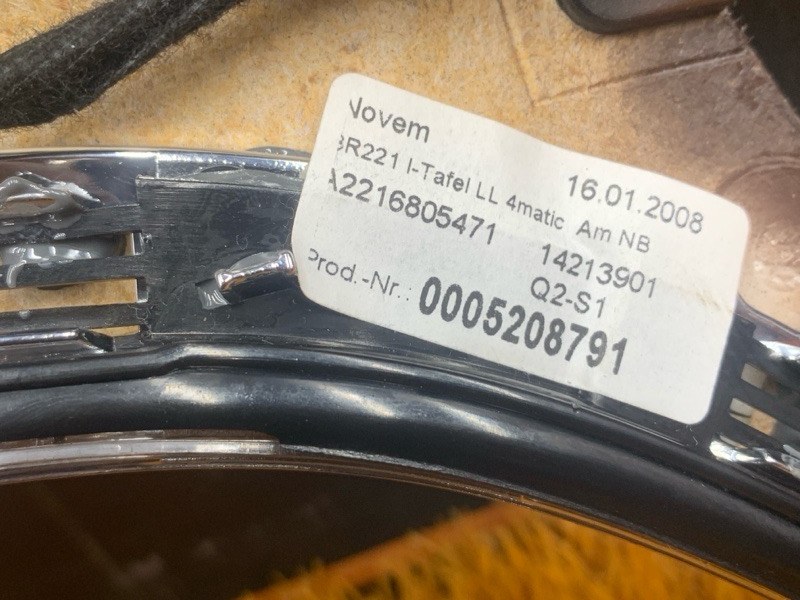 Novem
BR221 I-Tafel LL 4matic Am NB
16.01.2008
A2216805471
14213901
Q2-S1
Prod.-Nr.: 0005208791